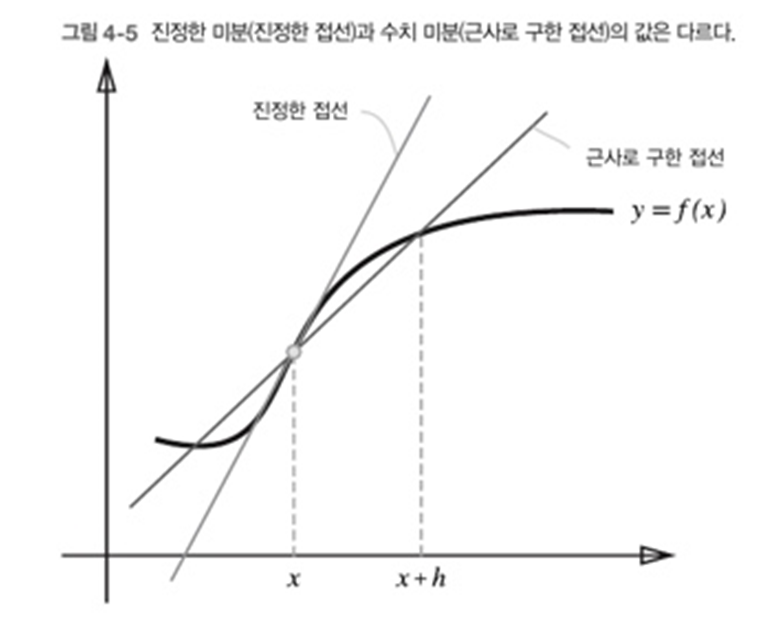 그림 4-5 진정한 미분(진정한 접선)과 수치 미분(근사로 구한 접선)의 값은 다르다.
진정한 접선
근사로 구한 접선
y = f(x)
x
x + h